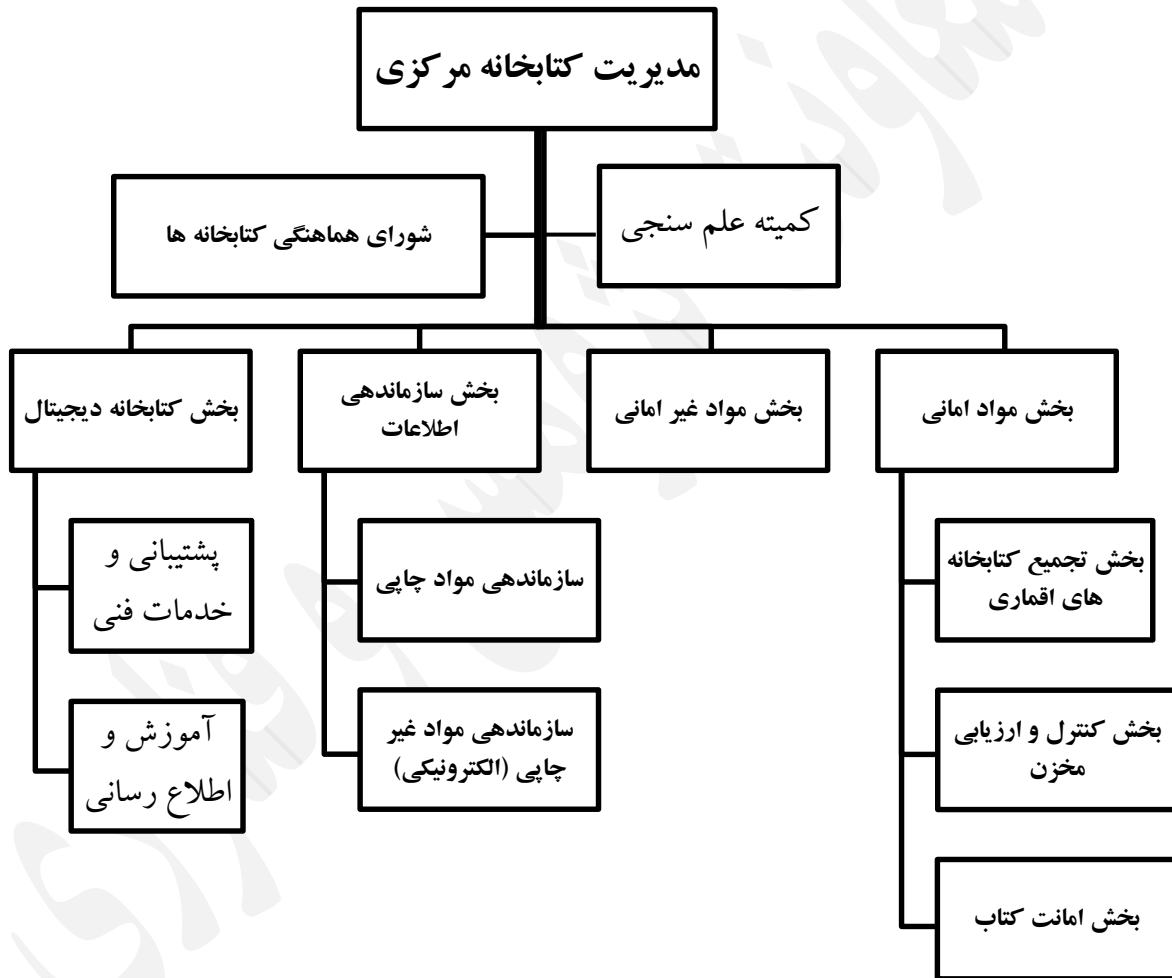 مدیریت کتابخانه مرکزی
کمیته علم سنجی
شورای هماهنگی کتابخانه ها
بخش مواد امانی
بخش مواد غیر امانی
بخش سازماندهی
اطلاعات
بخش کتابخانه دیجیتال
بخش تجمیع کتابخانه
های اقماری
سازماندهی مواد چاپی
پشتیبانی و
خدمات فنی
بخش کنترل و ارزیابی
مخزن
سازماندهی مواد غیر
چاپی (الکترونیکی)
آموزش و
اطلاع رسانی
بخش امانت کتاب